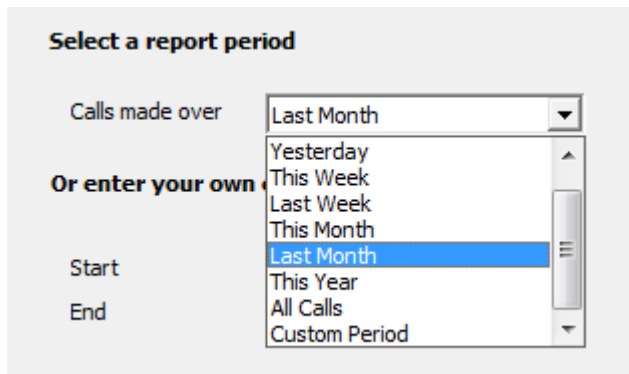 Select a report period
Calls made over
Last Month
Yesterday
This Week
Or enter your own
Last Week
This Month
Last Month
Start
This Year
End
All Calls
Custom Period